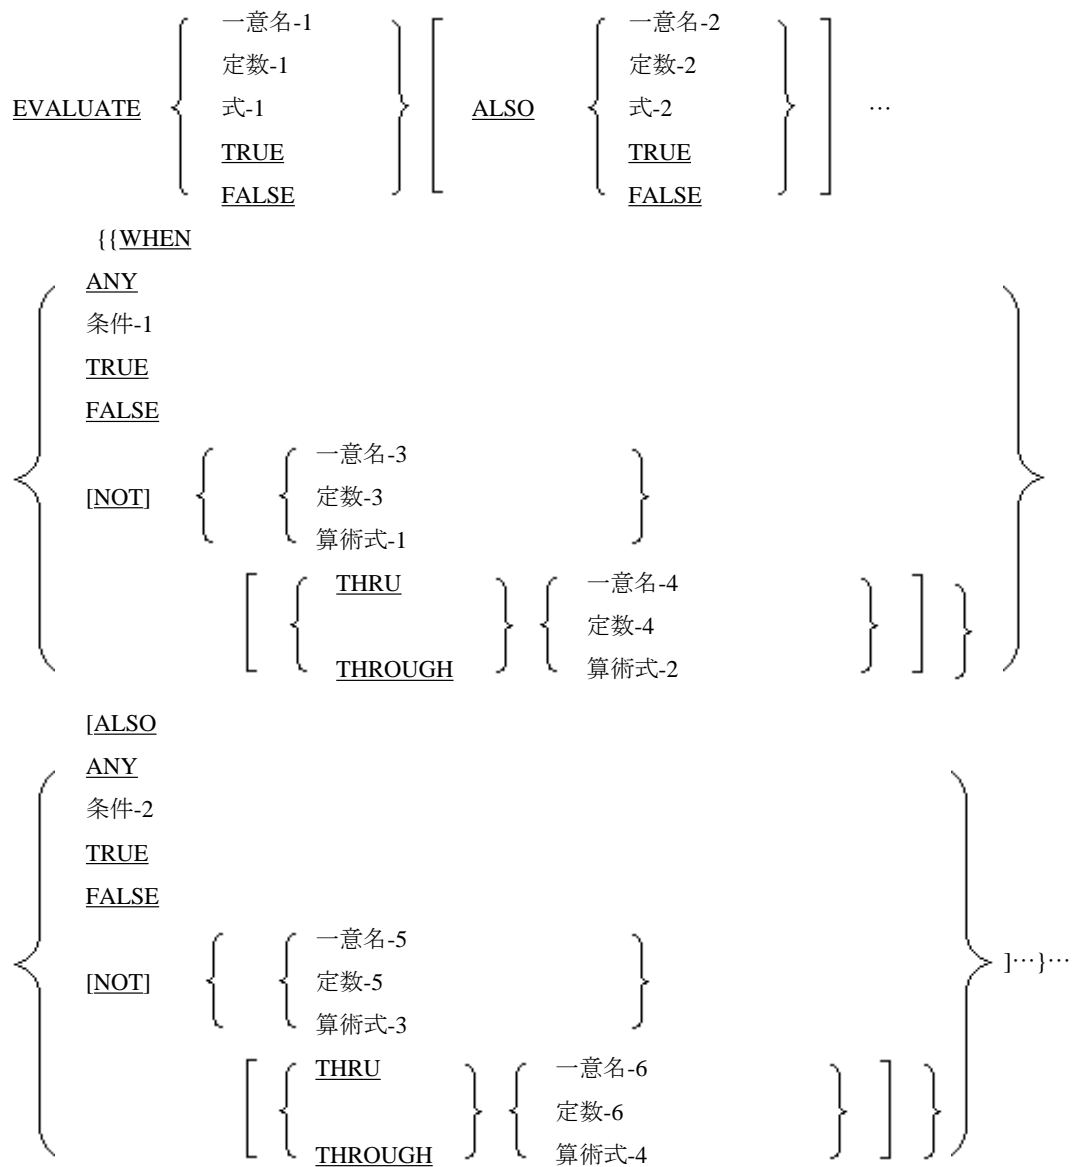 一意名-1 一意名-2
定数-1 定数-2
EVALUATE 式-1 [ ALSO 式-2 ] …
TRUE TRUE
FALSE FALSE
{{WHEN
ANY
条件-1
TRUE
FALSE
一意名-3
[NOT] 定数-3
算術式-1
THRU 一意名-4
定数-4
THROUGH 算術式-2
[ALSO
ANY
条件-2
TRUE
FALSE
一意名-5
[NOT] 定数-5 ]…}…
算術式-3
THRU 一意名-6
定数-6
THROUGH 算術式-4